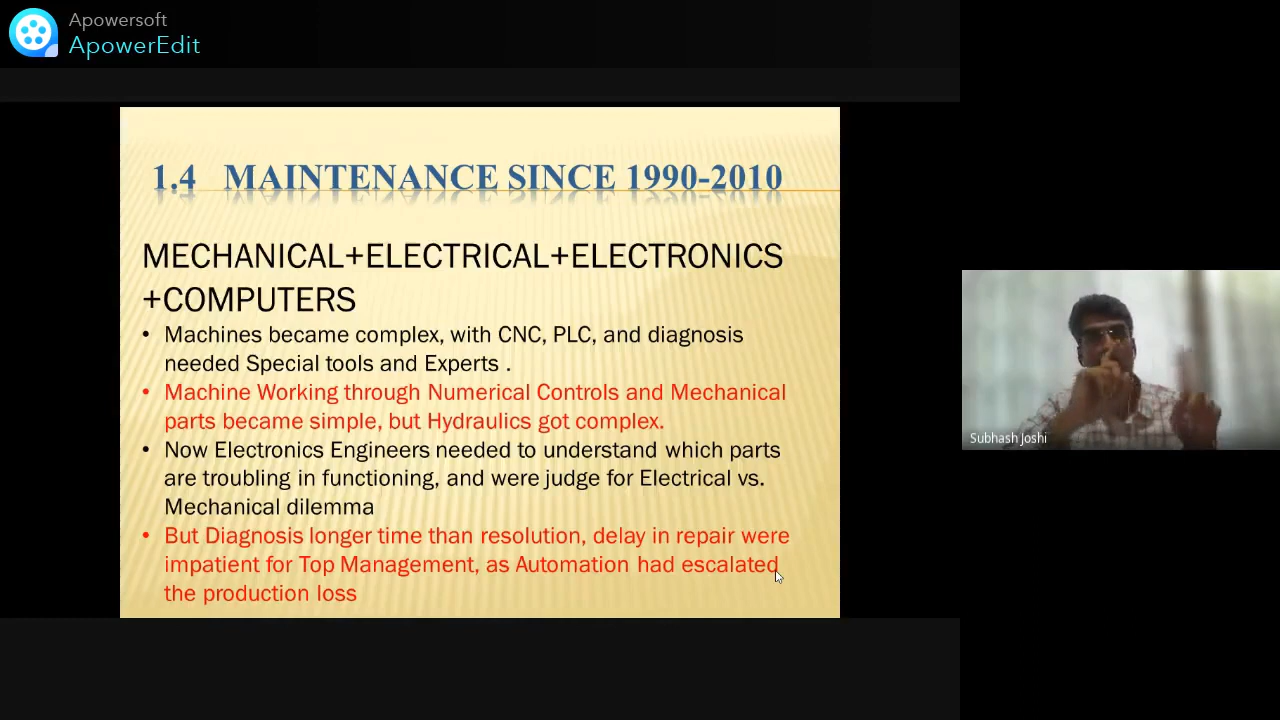 Apowersoft
ApowerEdit
1.4 MAINTENANCE SINCE 1990-2010
MECHANICAL+ELECTRICAL+ELECTRONICS
+COMPUTERS
• Machines became complex, with CNC, PLC, and diagnosis
needed Special tools and Experts .
• Machine Working through Numerical Controls and Mechanical
parts became simple, but Hydraulics got complex.
• Now Electronics Engineers needed to understand which parts
are troubling in functioning, and were judge for Electrical vs.
Mechanical dilemma
• But Diagnosis longer time than resolution, delay in repair were
impatient for Top Management, as Automation had escalated
the production loss
Subhash Joshi